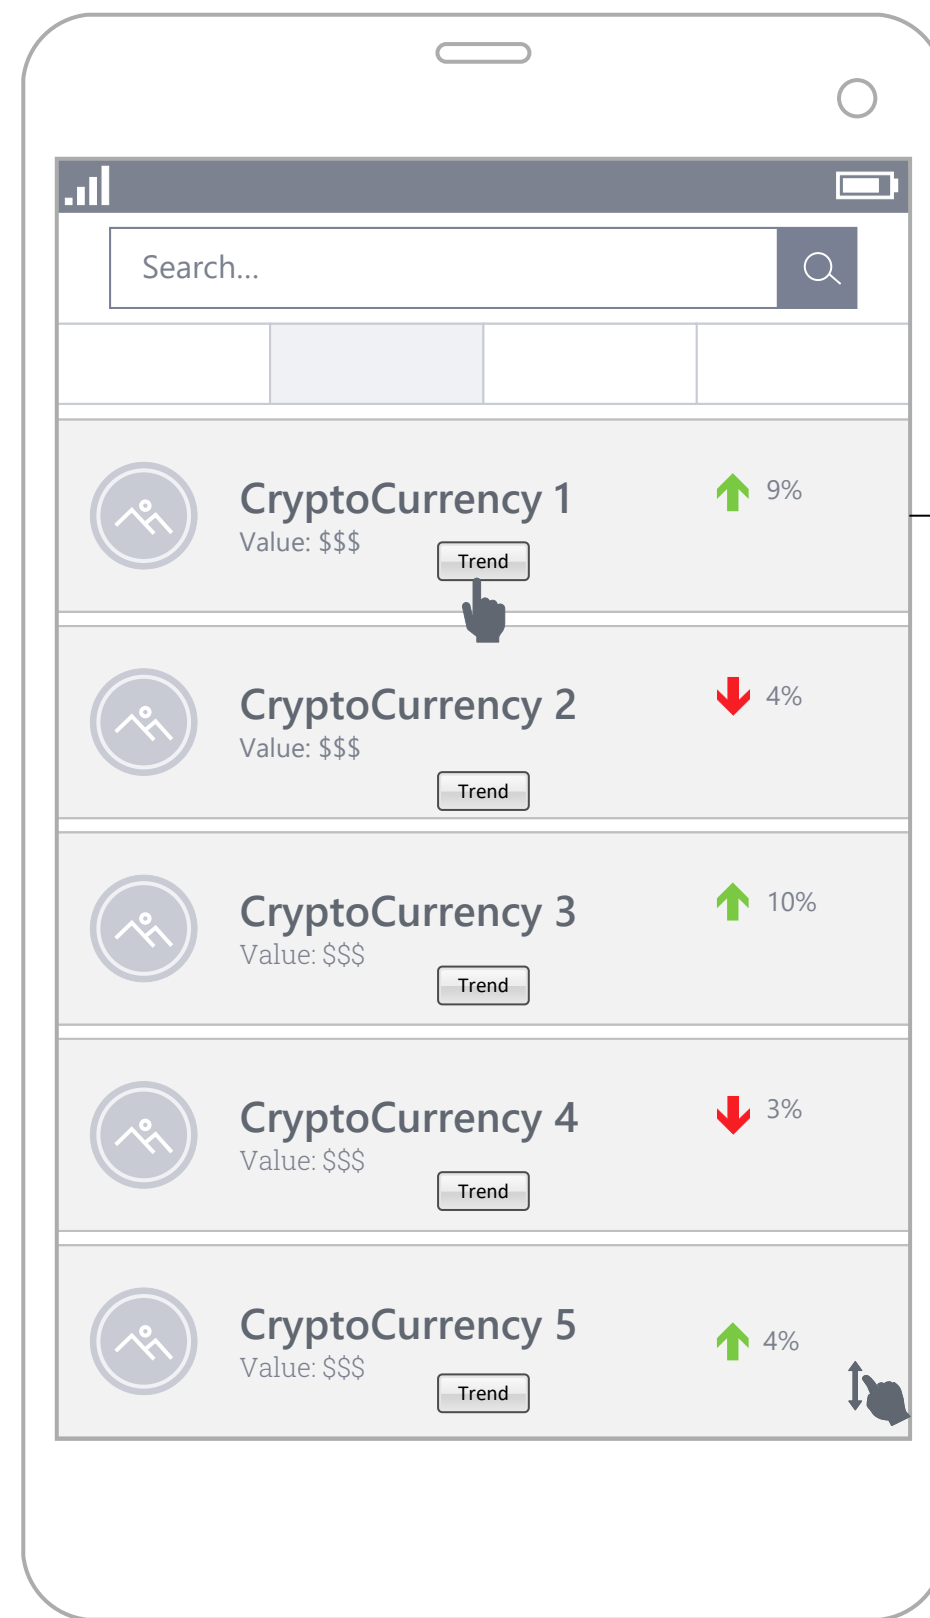 Search...
CryptoCurrency 1
9%
Value: $$$
Trend
CryptoCurrency 2
4%
Value: $$$
Trend
CryptoCurrency 3
10%
Value: $$$
Trend
CryptoCurrency 4
3%
Value: $$$
Trend
CryptoCurrency 5
4%
Value: $$$
Trend